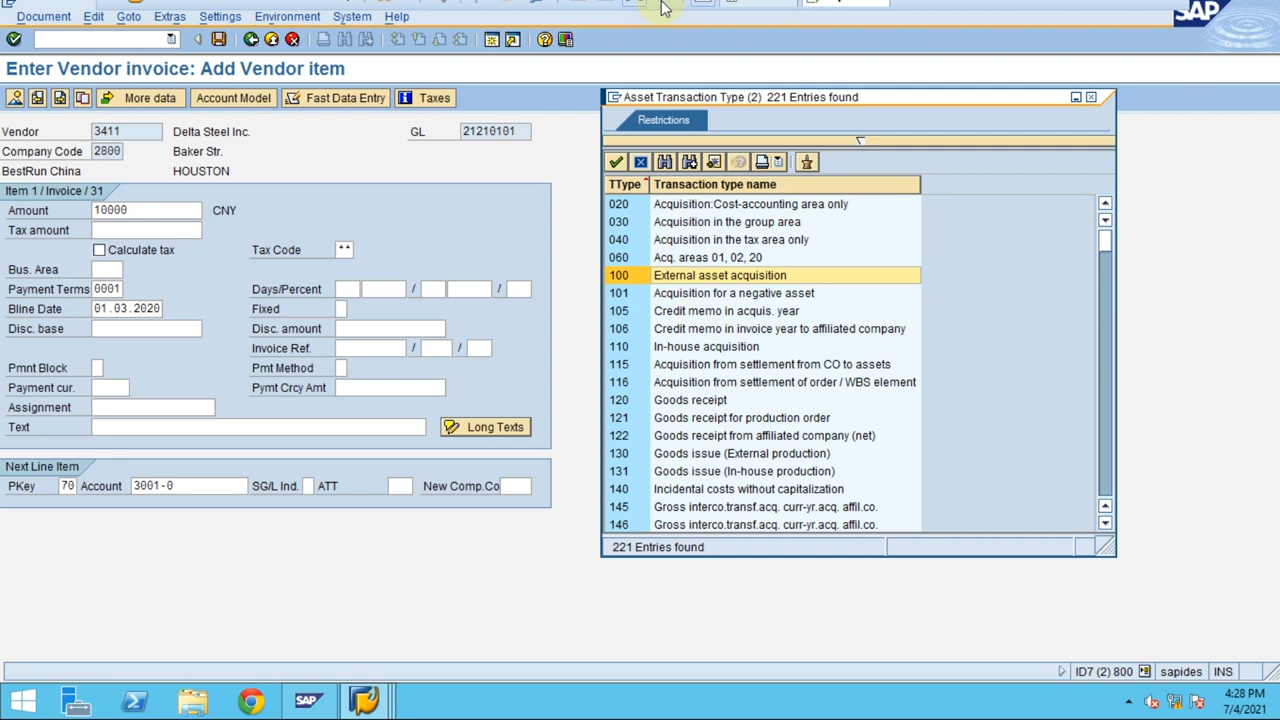 Document Edit Goto Extras Settings Environment System Help
SAP
Enter Vendor invoice: Add Vendor item
More data Account Model Fast Data Entry Taxes
Vendor 3411 Delta Steel Inc. GL 21210101
Company Code 2800 Baker Str.
BestRun China HOUSTON
Item 1 / Invoice / 31
Amount 10000 CNY
Tax amount
Calculate tax Tax Code **
Bus. Area
Payment Terms 0001 Days/Percent / /
Bline Date 01.03.2020 Fixed
Disc. base Disc. amount
Invoice Ref. / /
Pmnt Block Pmt Method
Payment cur. Pymt Crcy Amt
Assignment
Text Long Texts
Next Line Item
PKey 70 Account 3001-0 SG/L Ind. ATT New Comp.Co
Asset Transaction Type (2) 221 Entries found
Restrictions
TType Transaction type name
020 Acquisition:Cost-accounting area only
030 Acquisition in the group area
040 Acquisition in the tax area only
060 Acq. areas 01, 02, 20
100 External asset acquisition
101 Acquisition for a negative asset
105 Credit memo in acquis. year
106 Credit memo in invoice year to affiliated company
110 In-house acquisition
115 Acquisition from settlement from CO to assets
116 Acquisition from settlement of order / WBS element
120 Goods receipt
121 Goods receipt for production order
122 Goods receipt from affiliated company (net)
130 Goods issue (External production)
131 Goods issue (In-house production)
140 Incidental costs without capitalization
145 Gross interco.transf.acq. curr-yr.acq. affil.co.
146 Gross interco.transf.acq. curr-yr.acq. affil.co.
221 Entries found
ID7 (2) 800 sapides INS
SAP
4:28 PM
7/4/2021